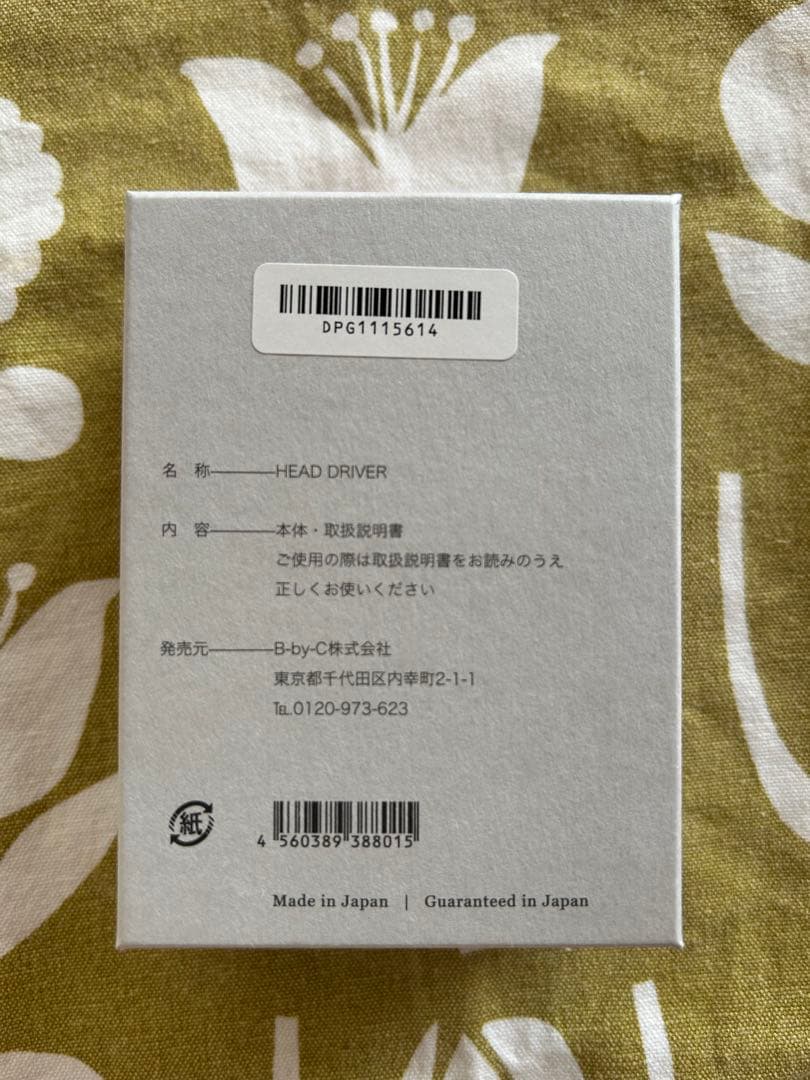 DPG1115614
名 称────HEAD DRIVER
内 容────本体・取扱説明書
ご使用の際は取扱説明書をお読みのうえ
正しくお使いください
発売元────B-by-C株式会社
東京都千代田区内幸町2-1-1
℡.0120-973-623
紙
4 560389 388015
Made in Japan | Guaranteed in Japan